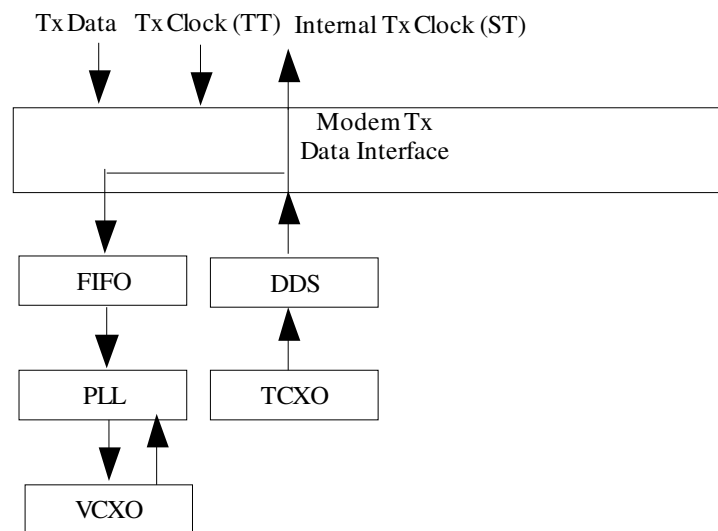 Tx Data Tx Clock (TT) Internal Tx Clock (ST)
Modem Tx
Data Interface
FIFO DDS
PLL TCXO
VCXO